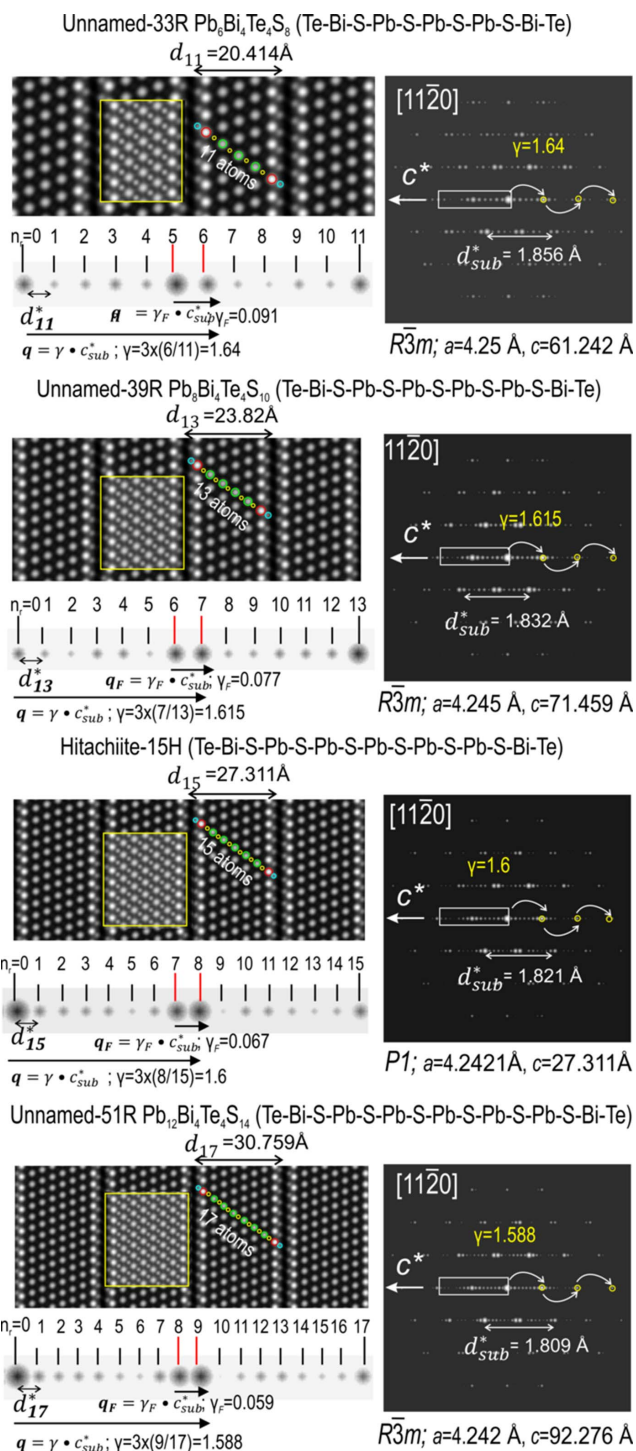 Unnamed-33R Pb₆Bi₄Te₄S₈ (Te-Bi-S-Pb-S-Pb-S-Pb-S-Bi-Te)
d₁₁ =20.414Å
11 atoms
[112̅0]
γ=1.64
c*
d*sub = 1.856 Å
nᵣ=0 1 2 3 4 5 6 7 8 9 10 11
d*₁₁
= γF • c*sub; γF=0.091
q = γ • c*sub ; γ=3x(6/11)=1.64
R3̅m; a=4.25 Å, c=61.242 Å
Unnamed-39R Pb₈Bi₄Te₄S₁₀ (Te-Bi-S-Pb-S-Pb-S-Pb-S-Pb-S-Bi-Te)
d₁₃ =23.82Å
13 atoms
112̅0]
γ=1.615
c*
d*sub = 1.832 Å
nᵣ=0 1 2 3 4 5 6 7 8 9 10 11 12 13
d*₁₃
qF = γF • c*sub; γF=0.077
q = γ • c*sub ; γ=3x(7/13)=1.615
R3̅m; a=4.245 Å, c=71.459 Å
Hitachiite-15H (Te-Bi-S-Pb-S-Pb-S-Pb-S-Pb-S-Pb-S-Bi-Te)
d₁₅ =27.311Å
15 atoms
[112̅0]
γ=1.6
c*
d*sub = 1.821 Å
0 1 2 3 4 5 6 7 8 9 10 11 12 13 14 15
d*₁₅
qF = γF • c*sub; γF=0.067
q = γ • c*sub ; γ=3x(8/15)=1.6
P1; a=4.2421Å, c=27.311Å
Unnamed-51R Pb₁₂Bi₄Te₄S₁₄ (Te-Bi-S-Pb-S-Pb-S-Pb-S-Pb-S-Pb-S-Bi-Te)
d₁₇ =30.759Å
17 atoms
[112̅0]
γ=1.588
c*
d*sub = 1.809 Å
nᵣ=0 1 2 3 4 5 6 7 8 9 10 11 12 13 14 15 16 17
d*₁₇
qF = γF • c*sub; γF=0.059
q = γ • c*sub ; γ=3x(9/17)=1.588
R3̅m; a=4.242 Å, c=92.276 Å